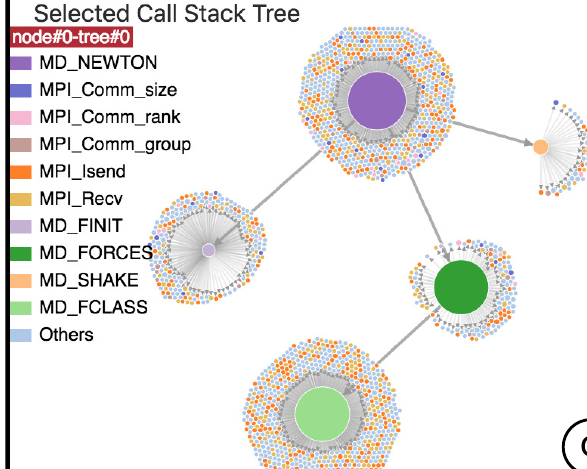 Selected Call Stack Tree
node#0-tree#0
MD_NEWTON
MPI_Comm_size
MPI_Comm_rank
MPI_Comm_group
MPI_Isend
MPI_Recv
MD_FINIT
MD_FORCES
MD_SHAKE
MD_FCLASS
Others